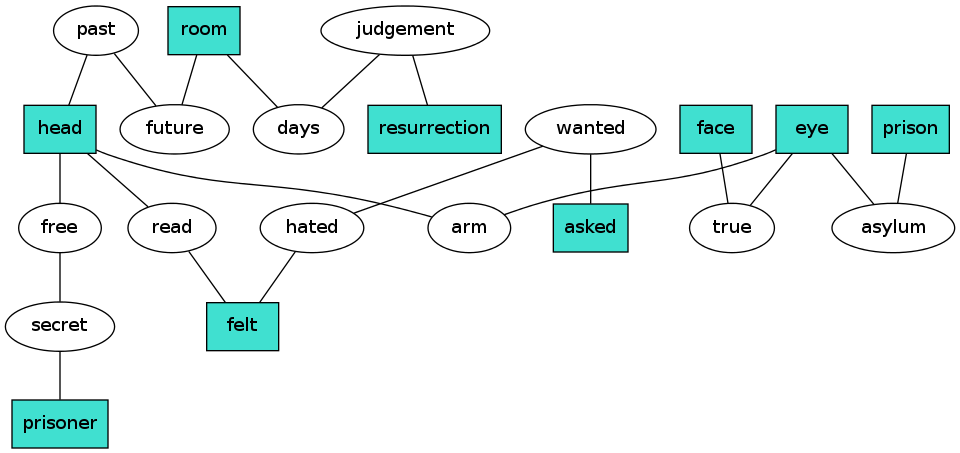 past
room
judgement
head
future
days
resurrection
wanted
face
eye
prison
free
read
hated
arm
asked
true
asylum
secret
felt
prisoner